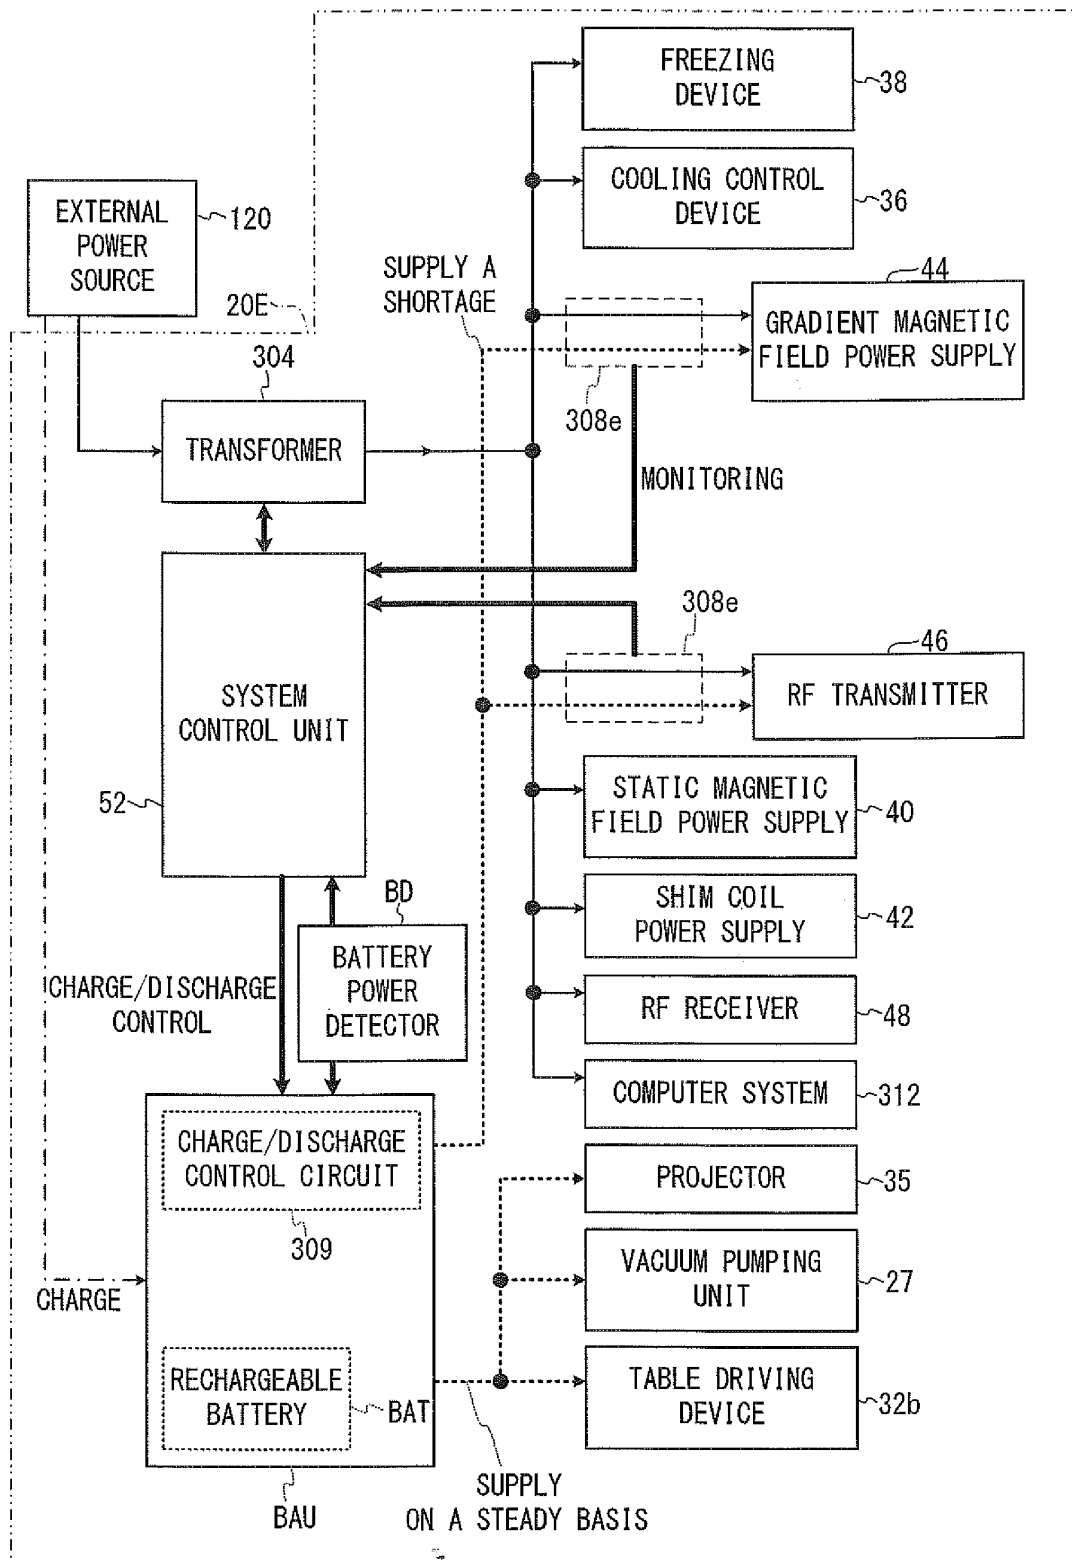 FREEZING
DEVICE
38
COOLING CONTROL
DEVICE
36
EXTERNAL
POWER
SOURCE
120
SUPPLY A
SHORTAGE
44
20E
GRADIENT MAGNETIC
FIELD POWER SUPPLY
304
308e
TRANSFORMER
MONITORING
308e
46
SYSTEM
CONTROL UNIT
RF TRANSMITTER
52
STATIC MAGNETIC
FIELD POWER SUPPLY
40
BD
SHIM COIL
POWER SUPPLY
42
BATTERY
POWER
DETECTOR
CHARGE/DISCHARGE
CONTROL
RF RECEIVER
48
COMPUTER SYSTEM
312
CHARGE/DISCHARGE
CONTROL CIRCUIT
309
PROJECTOR
35
CHARGE
VACUUM PUMPING
UNIT
27
RECHARGEABLE
BATTERY
BAT
TABLE DRIVING
DEVICE
32b
BAU
SUPPLY
ON A STEADY BASIS